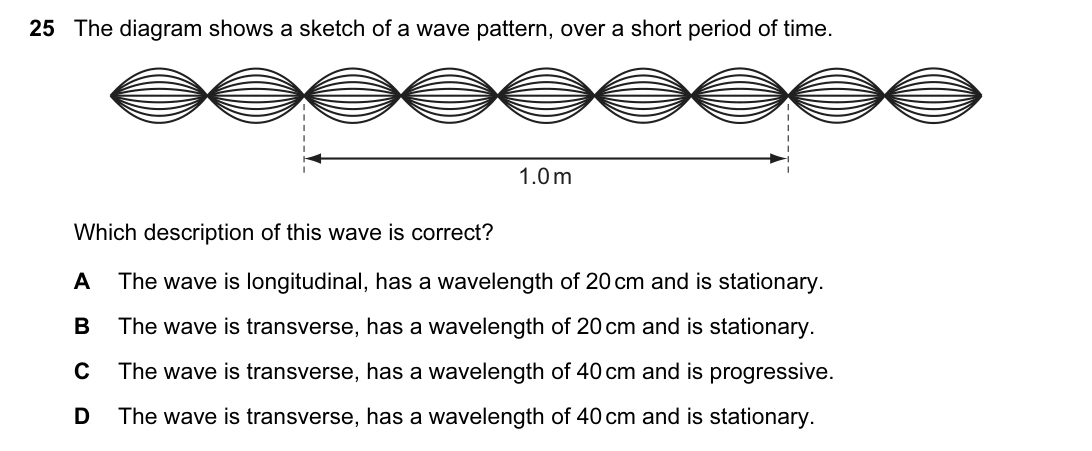 25 The diagram shows a sketch of a wave pattern, over a short period of time.
1.0 m
Which description of this wave is correct?
A The wave is longitudinal, has a wavelength of 20 cm and is stationary.
B The wave is transverse, has a wavelength of 20 cm and is stationary.
C The wave is transverse, has a wavelength of 40 cm and is progressive.
D The wave is transverse, has a wavelength of 40 cm and is stationary.